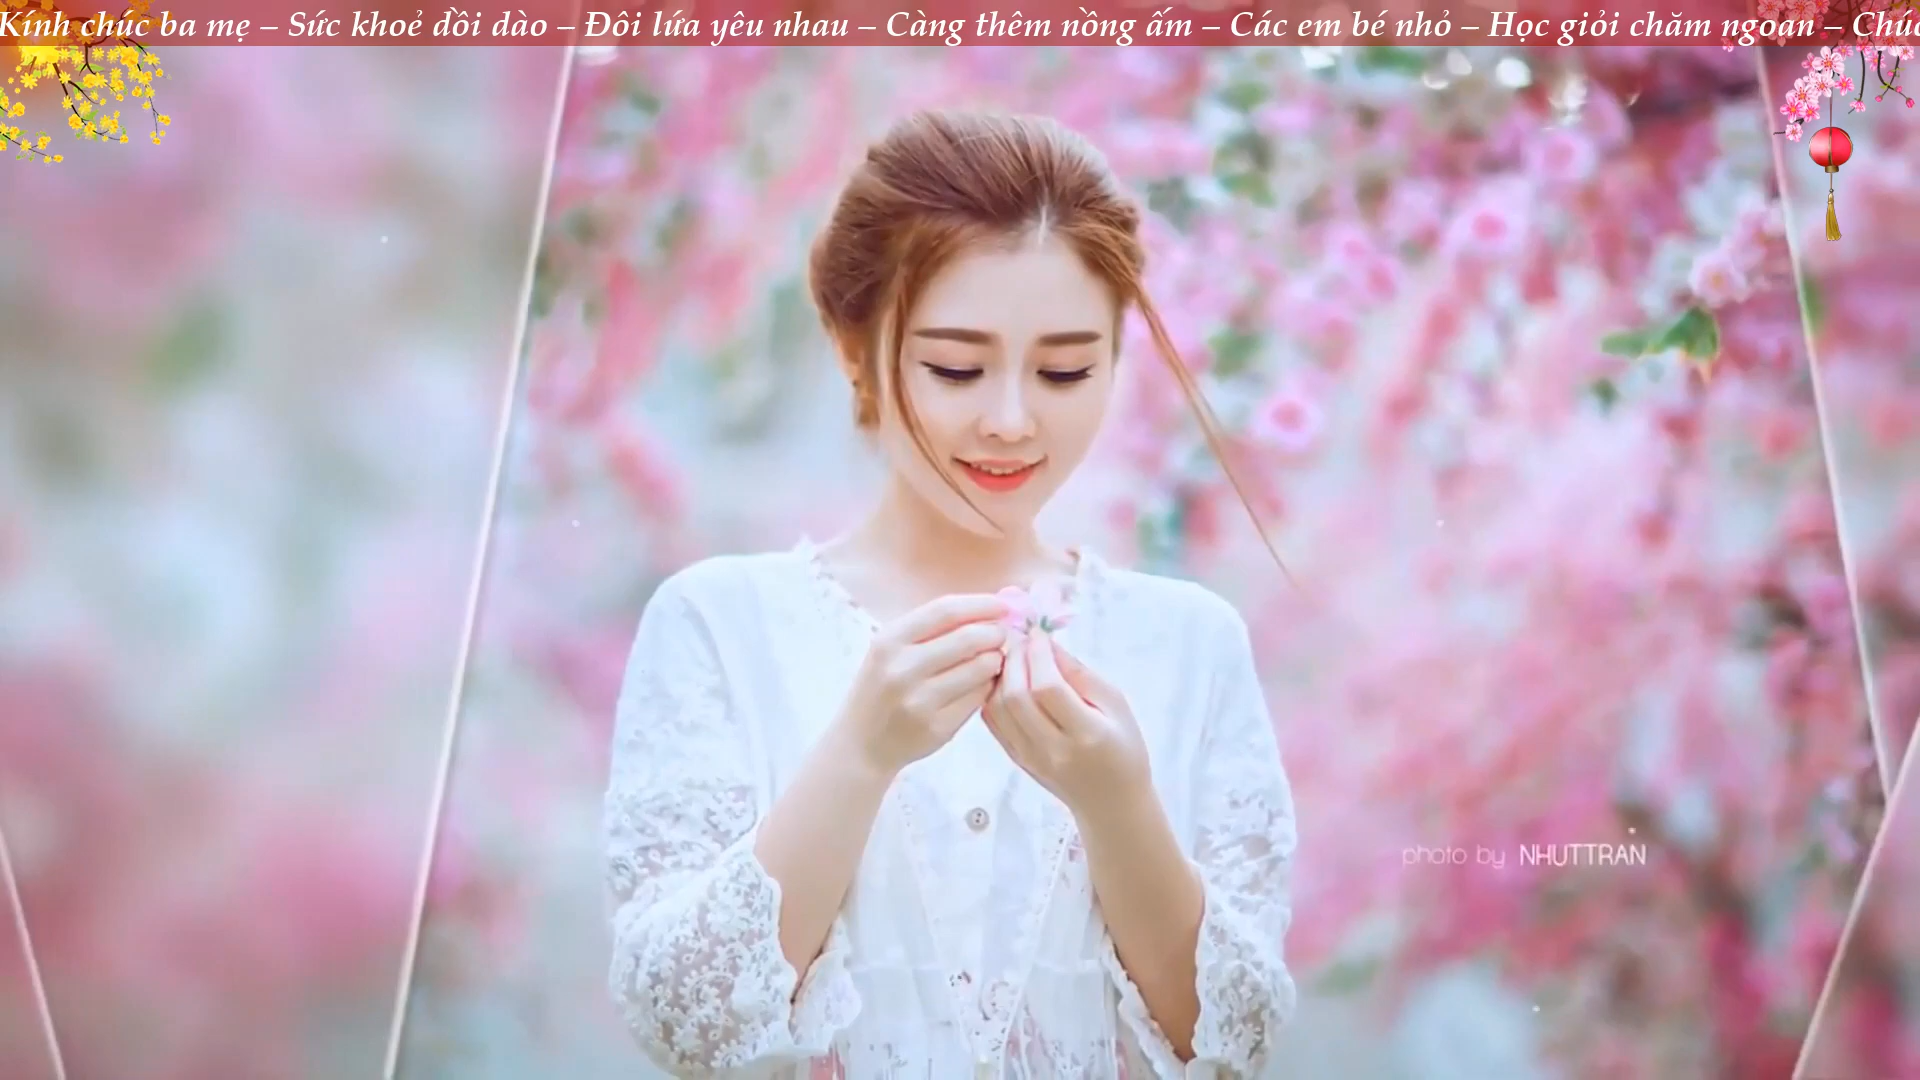 Kính chúc ba mẹ – Sức khoẻ dồi dào – Đôi lứa yêu nhau – Càng thêm nồng ấm – Các em bé nhỏ – Học giỏi chăm ngoan – Chúc
photo by NHUTTRAN